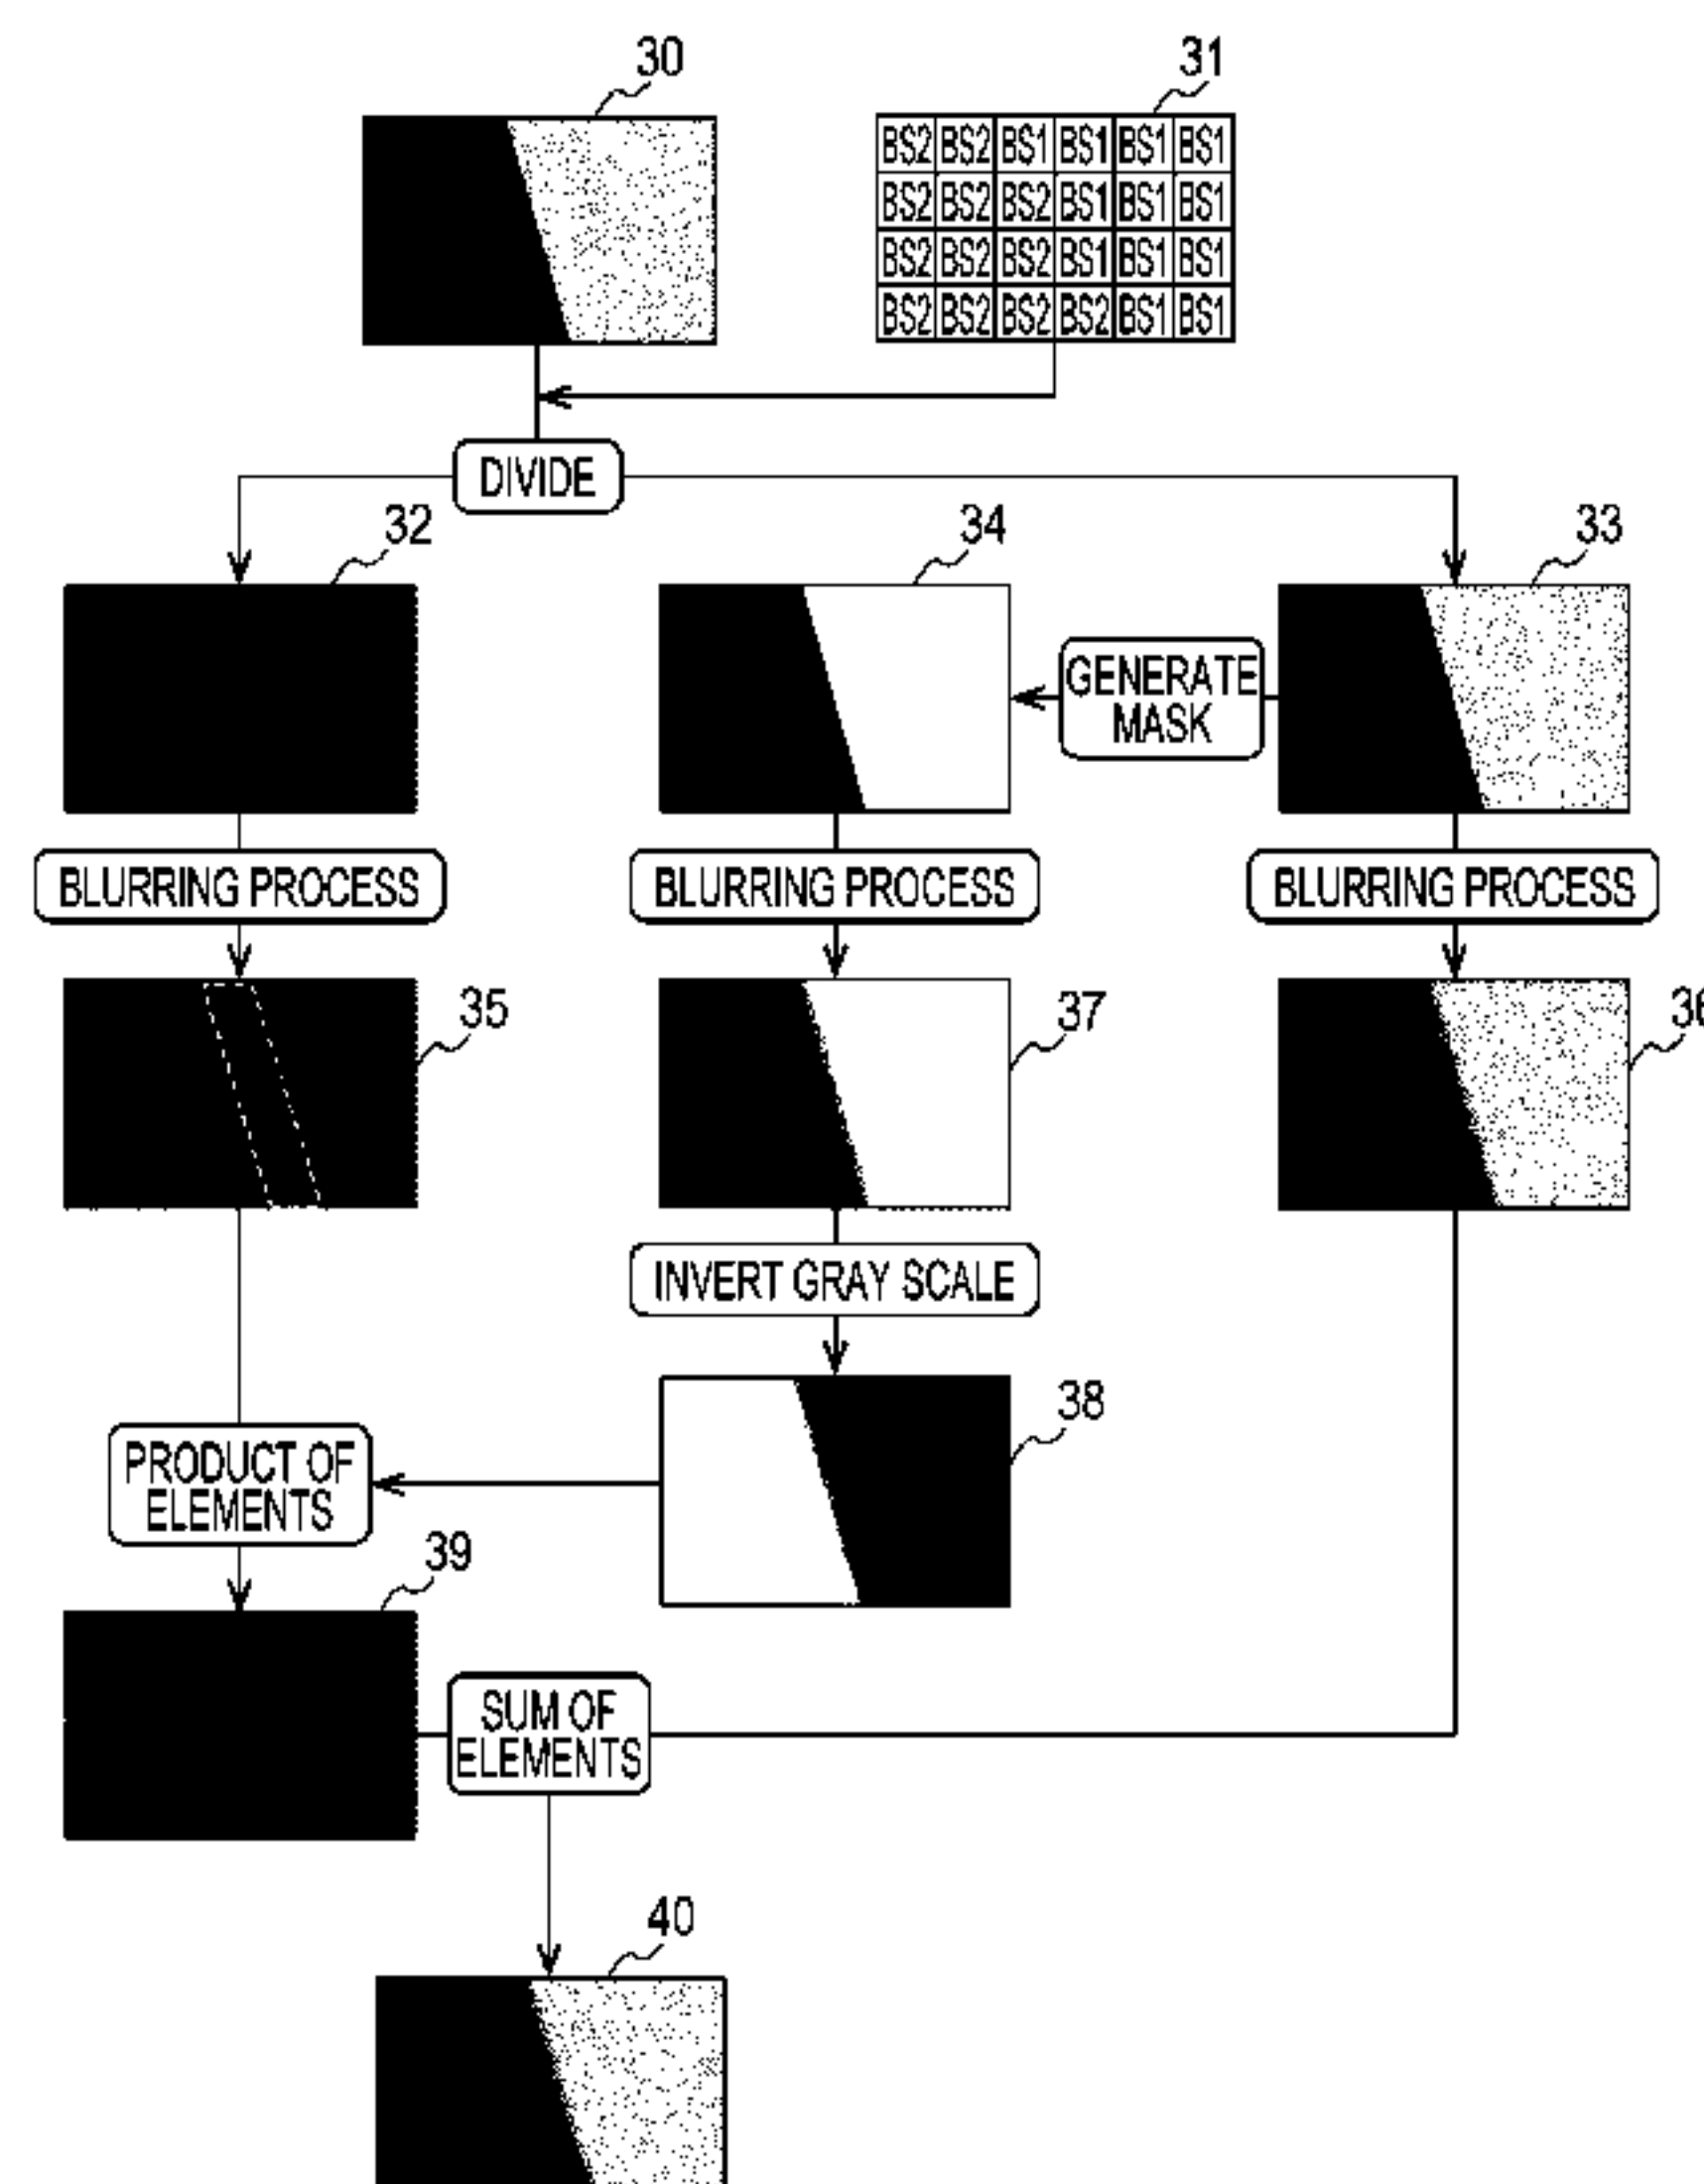 30
31
BS2 BS2 BS1 BS1 BS1 BS1
BS2 BS2 BS2 BS1 BS1 BS1
BS2 BS2 BS2 BS1 BS1 BS1
BS2 BS2 BS2 BS2 BS1 BS1
DIVIDE
32
34
33
GENERATE
MASK
BLURRING PROCESS
BLURRING PROCESS
BLURRING PROCESS
35
37
36
INVERT GRAY SCALE
38
PRODUCT OF
ELEMENTS
39
SUM OF
ELEMENTS
40